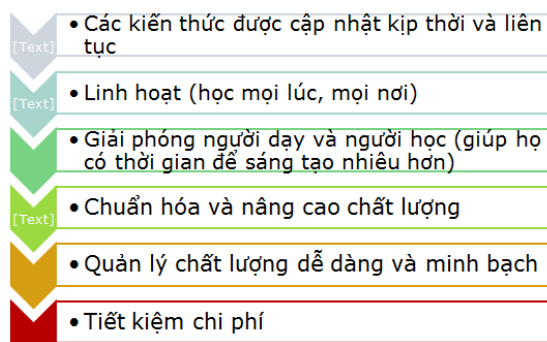 [Text]
• Các kiến thức được cập nhật kịp thời và liên
tục
[Text]
• Linh hoạt (học mọi lúc, mọi nơi)
• Giải phóng người dạy và người học (giúp họ
có thời gian để sáng tạo nhiêu hơn)
[Text]
• Chuẩn hóa và nâng cao chất lượng
• Quản lý chất lượng dễ dàng và minh bạch
• Tiết kiệm chi phí